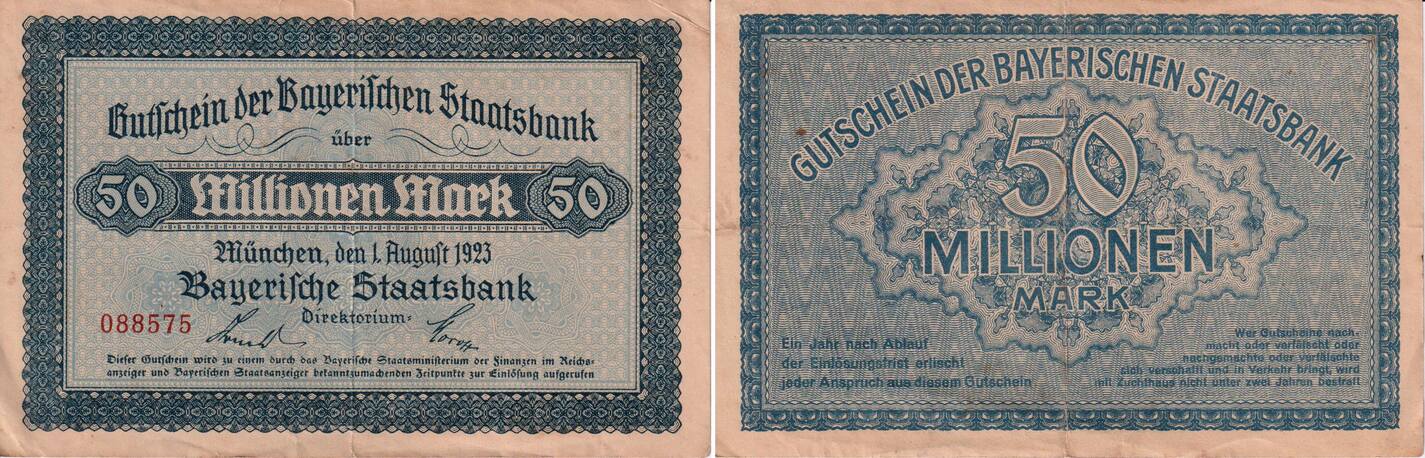 Gutschein der Bayerischen Staatsbank
über
50 Millionen Mark 50
München, den 1. August 1923
Bayerische Staatsbank
Direktorium:
088575
Dieser Gutschein wird zu einem durch das Bayerische Staatsministerium der Finanzen im Reichs-
anzeiger und Bayerischen Staatsanzeiger bekanntzumachenden Zeitpunkte zur Einlösung aufgerufen
GUTSCHEIN DER BAYERISCHEN STAATSBANK
50
MILLIONEN
MARK
Ein Jahr nach Ablauf
der Einlösungsfrist erlischt
jeder Anspruch aus diesem Gutschein
Wer Gutscheine nach-
macht oder verfälscht oder
nachgemachte oder verfälschte
sich verschafft und in Verkehr bringt, wird
mit Zuchthaus nicht unter zwei Jahren bestraft